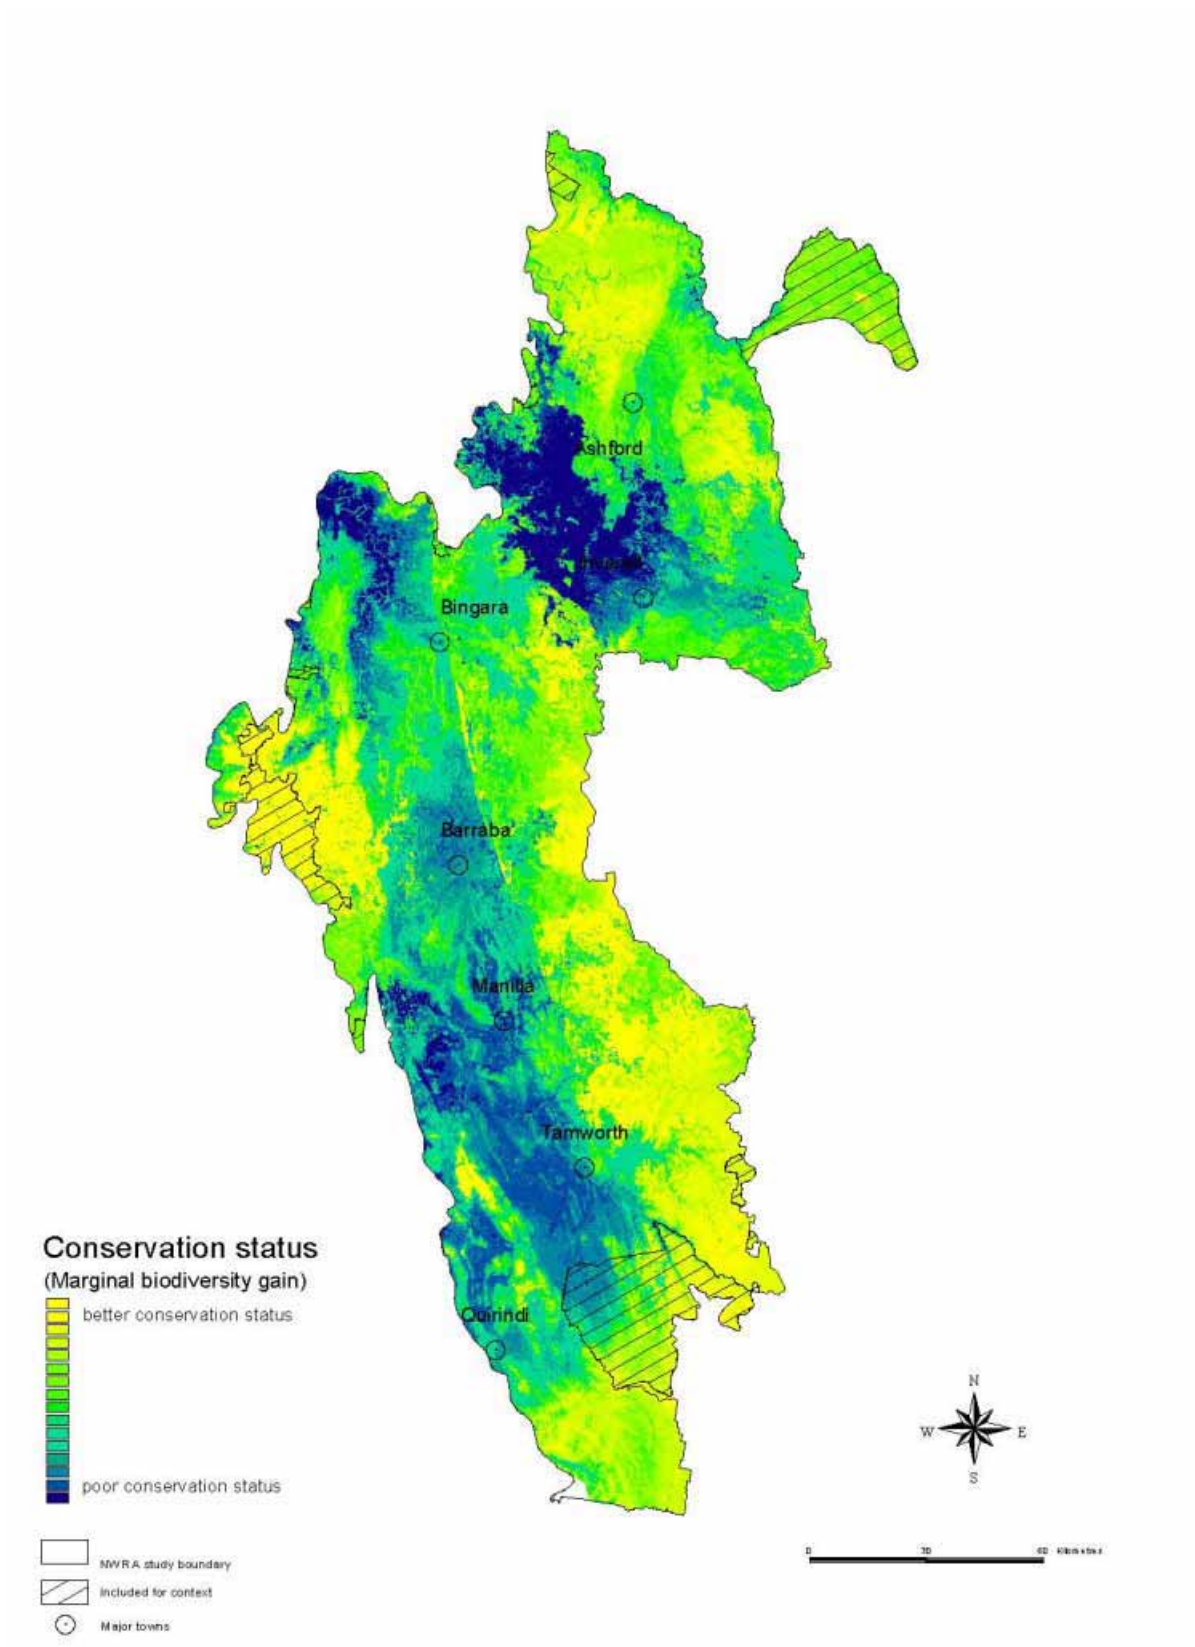 Ashford
Bingara
Barraba
Manilla
Tamworth
Quirindi
Conservation status
(Marginal biodiversity gain)
better conservation status
poor conservation status
NWRA study boundary
Included for context
Major towns
N
W
E
S
0
30
60 Kilometres